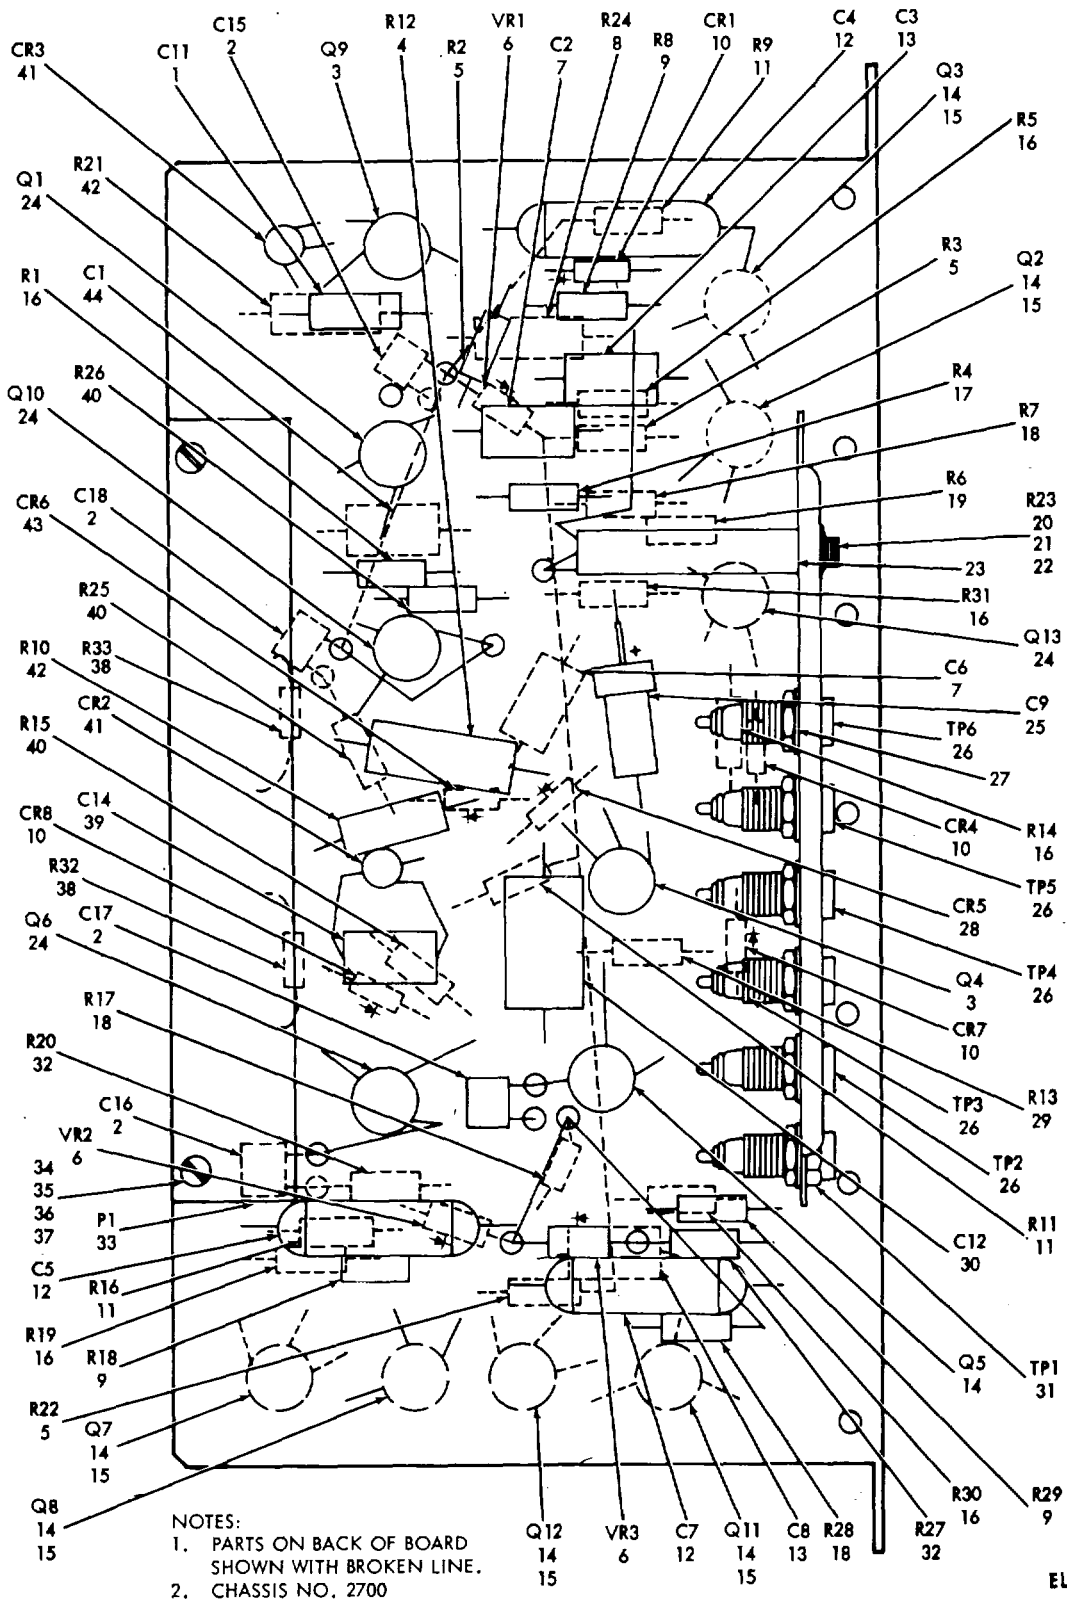 CR3
41
C11
1
C15
2
Q9
3
R12
4
R2
5
VR1
6
C2
7
R24
8
R8
9
CR1
10
R9
11
C4
12
C3
13
Q3
14
15
R5
16
Q1
24
R21
42
R3
5
Q2
14
15
R1
16
C1
44
R4
17
R7
18
Q10
24
R26
40
R6
19
R23
20
21
22
CR6
43
C18
2
23
R25
40
R31
16
Q13
24
R10
42
R33
38
C6
7
CR2
41
C9
25
R15
40
TP6
26
27
C14
39
CR8
10
CR4
10
R14
16
R32
38
C17
2
Q6
24
TP5
26
CR5
28
TP4
26
Q4
3
R17
18
CR7
10
R20
32
R13
29
TP3
26
C16
2
VR2
6
TP2
26
34
35
36
37
P1
33
R11
11
C12
30
C5
12
R16
11
R19
16
R18
9
Q5
14
TP1
31
R22
5
Q7
14
15
Q8
14
15
R30
16
R29
9
Q12
14
15
VR3
6
C7
12
Q11
14
15
C8
13
R28
18
R27
32
+
NOTES:
1. PARTS ON BACK OF BOARD
SHOWN WITH BROKEN LINE.
2. CHASSIS NO. 2700
EL